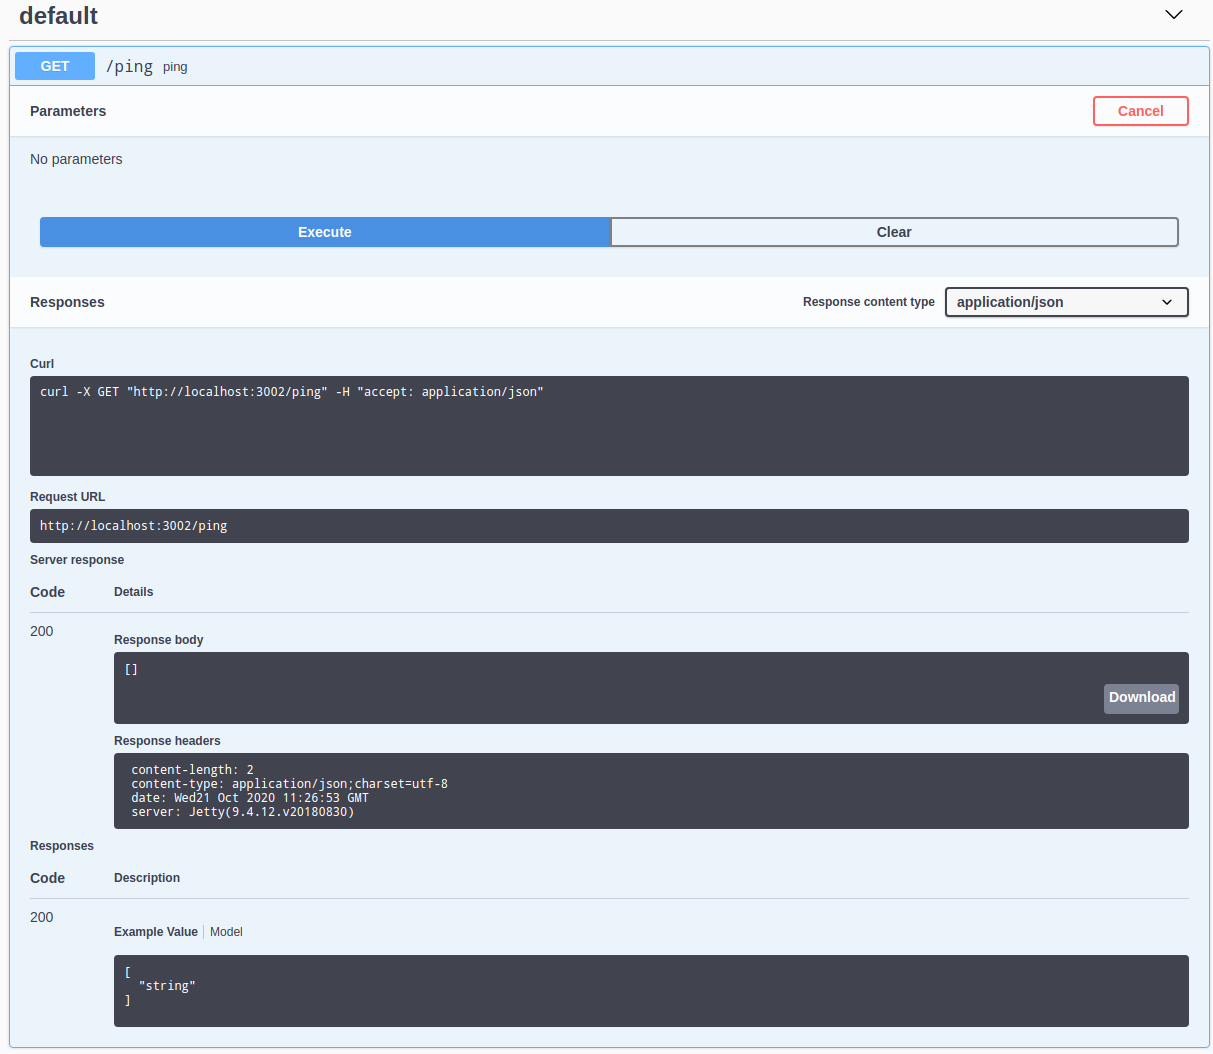 default
GET /ping ping
Parameters Cancel
No parameters
Execute Clear
Responses Response content type application/json
Curl
curl -X GET "http://localhost:3002/ping" -H "accept: application/json"
Request URL
http://localhost:3002/ping
Server response
Code Details
200
Response body
[]
Download
Response headers
content-length: 2
content-type: application/json;charset=utf-8
date: Wed21 Oct 2020 11:26:53 GMT
server: Jetty(9.4.12.v20180830)
Responses
Code Description
200
Example Value Model
[
"string"
]